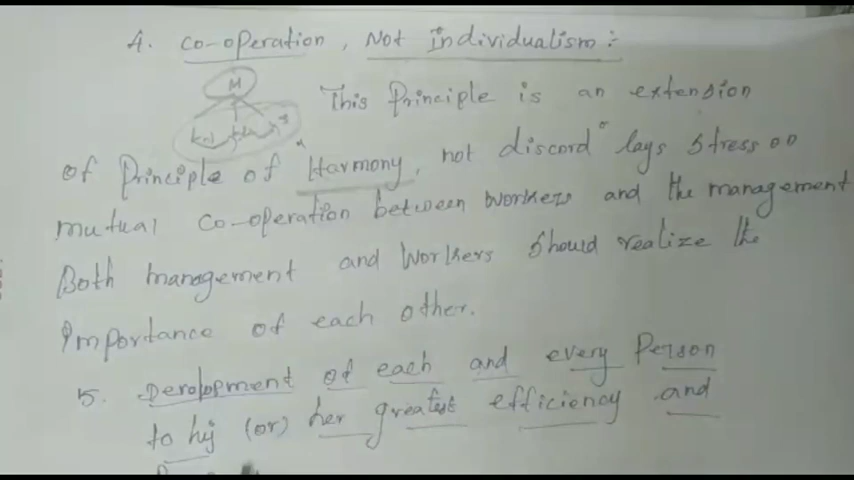 4. Co-operation, Not Individualism :-
M
This Principle is an extension
of Principle of "Harmony, not discord" lays stress on
mutual co-operation between workers and the management
Both management and workers should realize the
Importance of each other.
5. Derolopment of each and every Person
to his (or) her greatest efficiency and